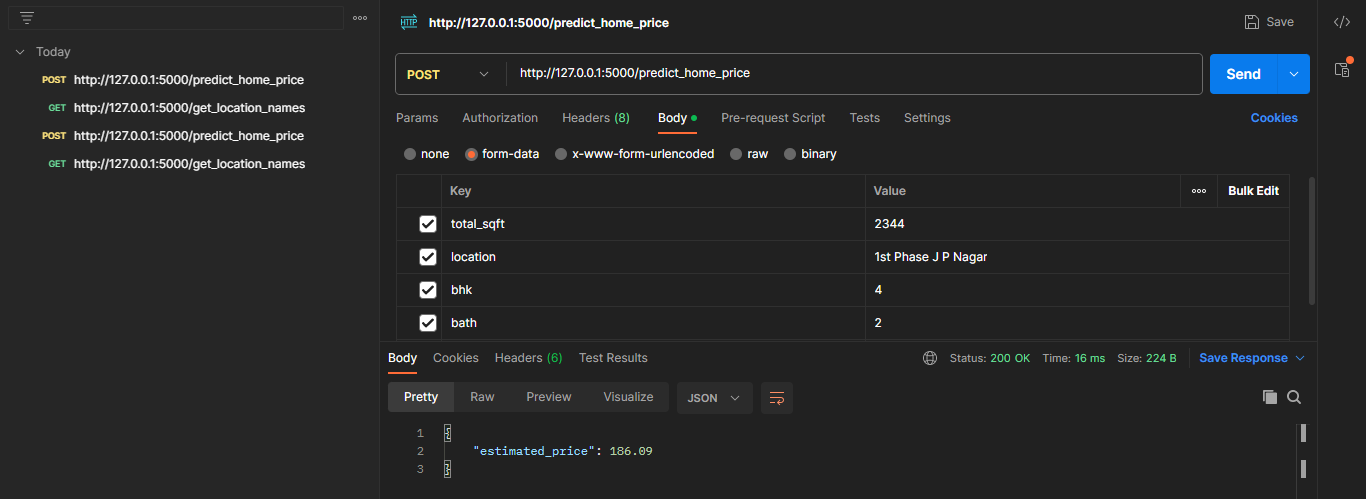 HTTP http://127.0.0.1:5000/predict_home_price Save
Today
POST http://127.0.0.1:5000/predict_home_price
GET http://127.0.0.1:5000/get_location_names
POST http://127.0.0.1:5000/predict_home_price
GET http://127.0.0.1:5000/get_location_names
POST http://127.0.0.1:5000/predict_home_price Send
Params Authorization Headers (8) Body Pre-request Script Tests Settings Cookies
none form-data x-www-form-urlencoded raw binary
Key Value Bulk Edit
total_sqft 2344
location 1st Phase J P Nagar
bhk 4
bath 2
Body Cookies Headers (6) Test Results Status: 200 OK Time: 16 ms Size: 224 B Save Response
Pretty Raw Preview Visualize JSON
1 {
2 "estimated_price": 186.09
3 }